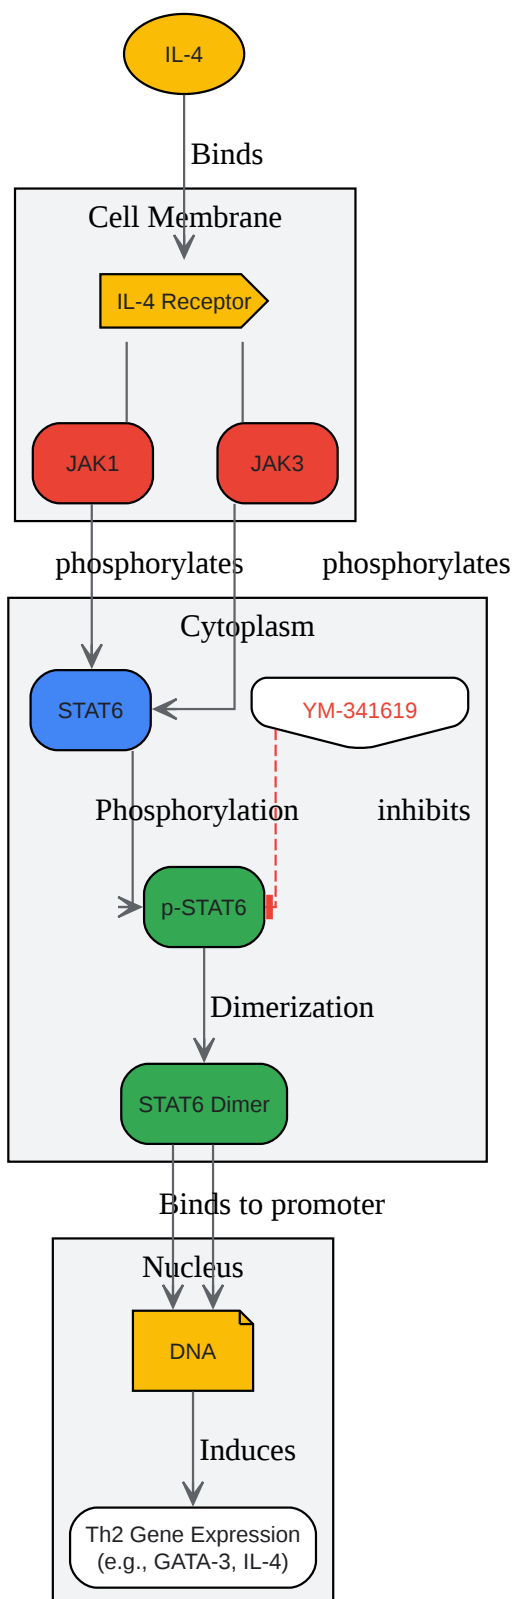 IL-4
Binds
Cell Membrane
IL-4 Receptor
JAK1
JAK3
phosphorylates
phosphorylates
Cytoplasm
STAT6
YM-341619
Phosphorylation
inhibits
p-STAT6
Dimerization
STAT6 Dimer
Binds to promoter
Nucleus
DNA
Induces
Th2 Gene Expression
(e.g., GATA-3, IL-4)